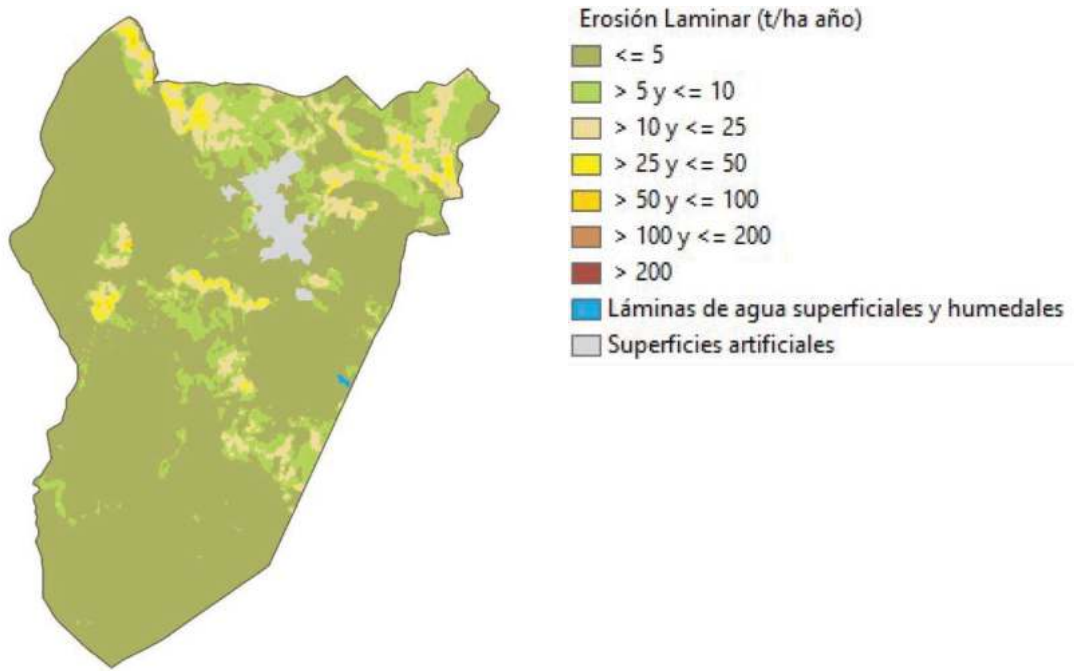 Erosión Laminar (t/ha año)
<= 5
> 5 y <= 10
> 10 y <= 25
> 25 y <= 50
> 50 y <= 100
> 100 y <= 200
> 200
Láminas de agua superficiales y humedales
Superficies artificiales